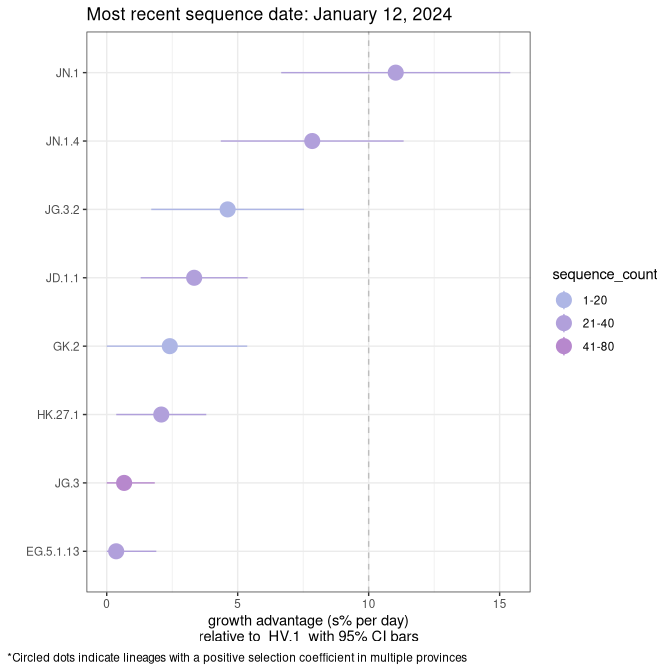 Most recent sequence date: January 12, 2024
JN.1
JN.1.4
JG.3.2
JD.1.1
GK.2
HK.27.1
JG.3
EG.5.1.13
sequence_count
1-20
21-40
41-80
0 5 10 15
growth advantage (s% per day)
relative to HV.1 with 95% CI bars
*Circled dots indicate lineages with a positive selection coefficient in multiple provinces